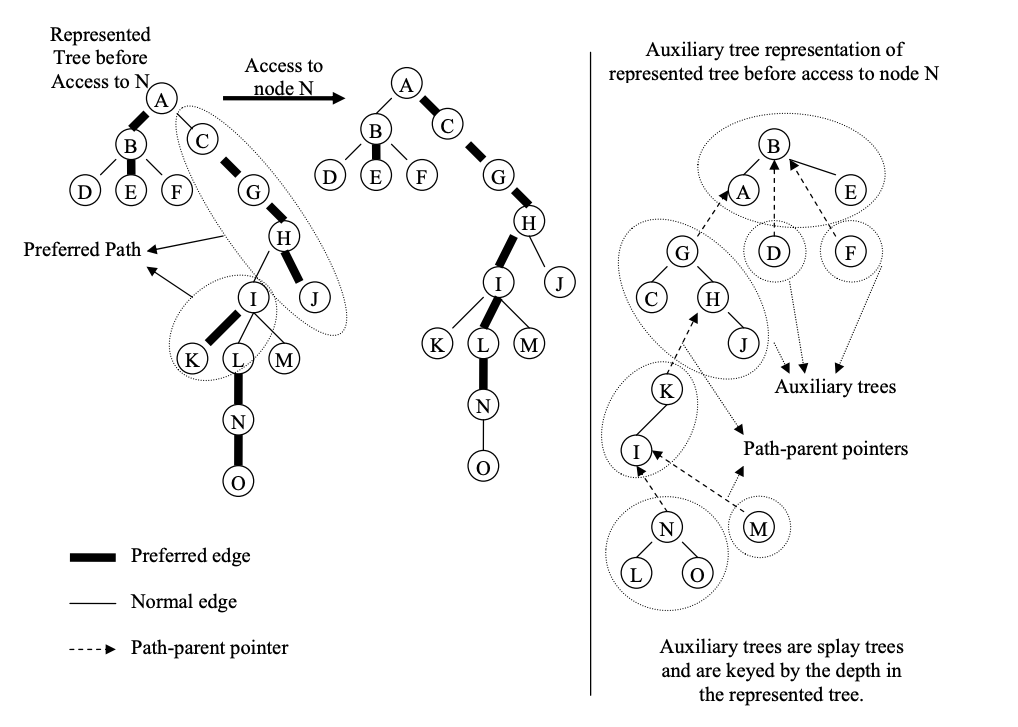 Represented
Tree before
Access to N
Access to
node N
A
B
C
D
E
F
G
H
I
J
K
L
M
N
O
Preferred Path
A
B
C
D
E
F
G
H
I
J
K
L
M
N
O
Preferred edge
Normal edge
Path-parent pointer
Auxiliary tree representation of
represented tree before access to node N
B
A
E
G
D
F
C
H
J
Auxiliary trees
K
I
Path-parent pointers
N
M
L
O
Auxiliary trees are splay trees
and are keyed by the depth in
the represented tree.